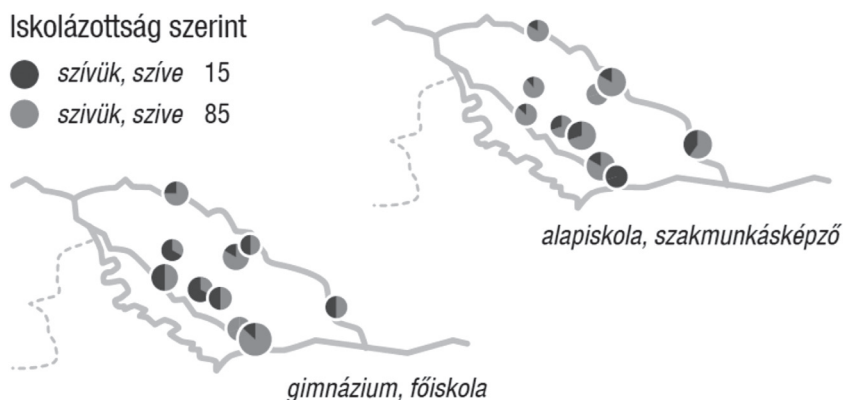 Iskolázottság szerint
szívük, szíve 15
szivük, szive 85
alapiskola, szakmunkásképző
gimnázium, főiskola